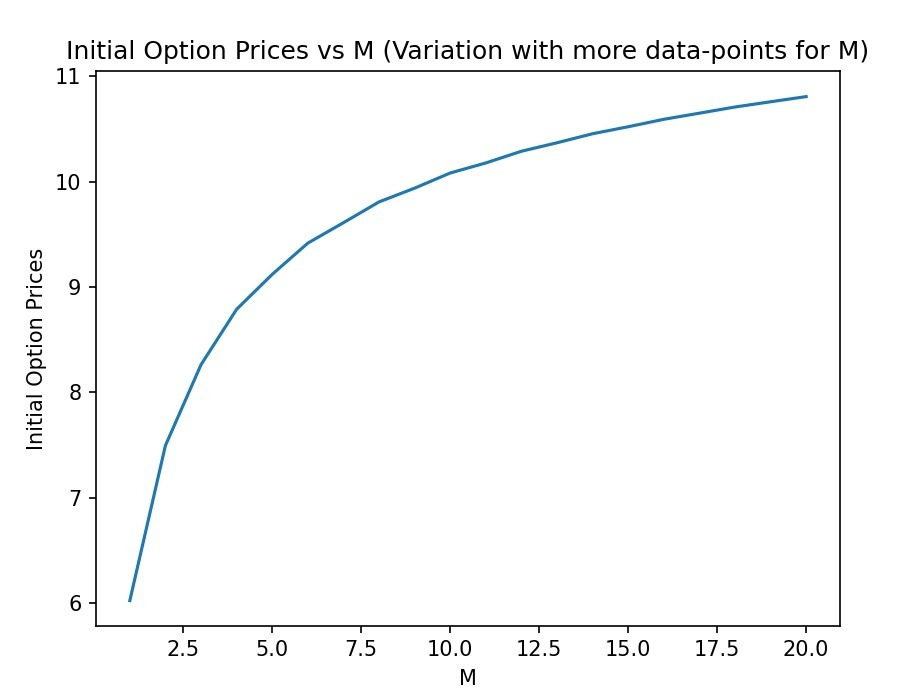 Initial Option Prices vs M (Variation with more data-points for M)
11
10
9
8
7
6
Initial Option Prices
2.5 5.0 7.5 10.0 12.5 15.0 17.5 20.0
M